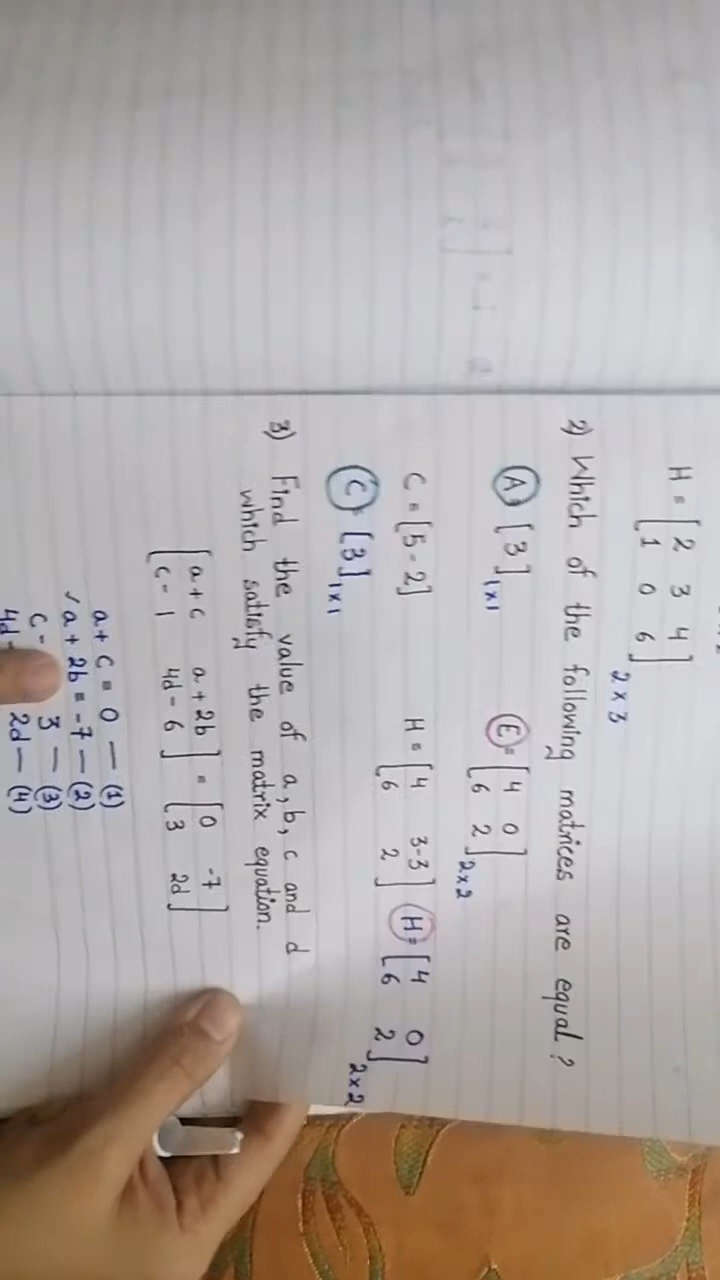 H = [2 3 4
1 0 6] 2×3
2) Which of the following matrices are equal?
A = [3] 1×1 E = [4 0
6 2] 2×2
C = [5-2] H = [4 3-3
6 2] H = [4 0
6 2] 2×2
C = [3] 1×1
3) Find the value of a, b, c and d
which satisfy the matrix equation.
[a+c a+2b
c-1 4d-6] = [0 -7
3 2d]
a + c = 0 — (1)
✓a + 2b = -7 — (2)
c - 3 — (3)
4d - 2d — (4)